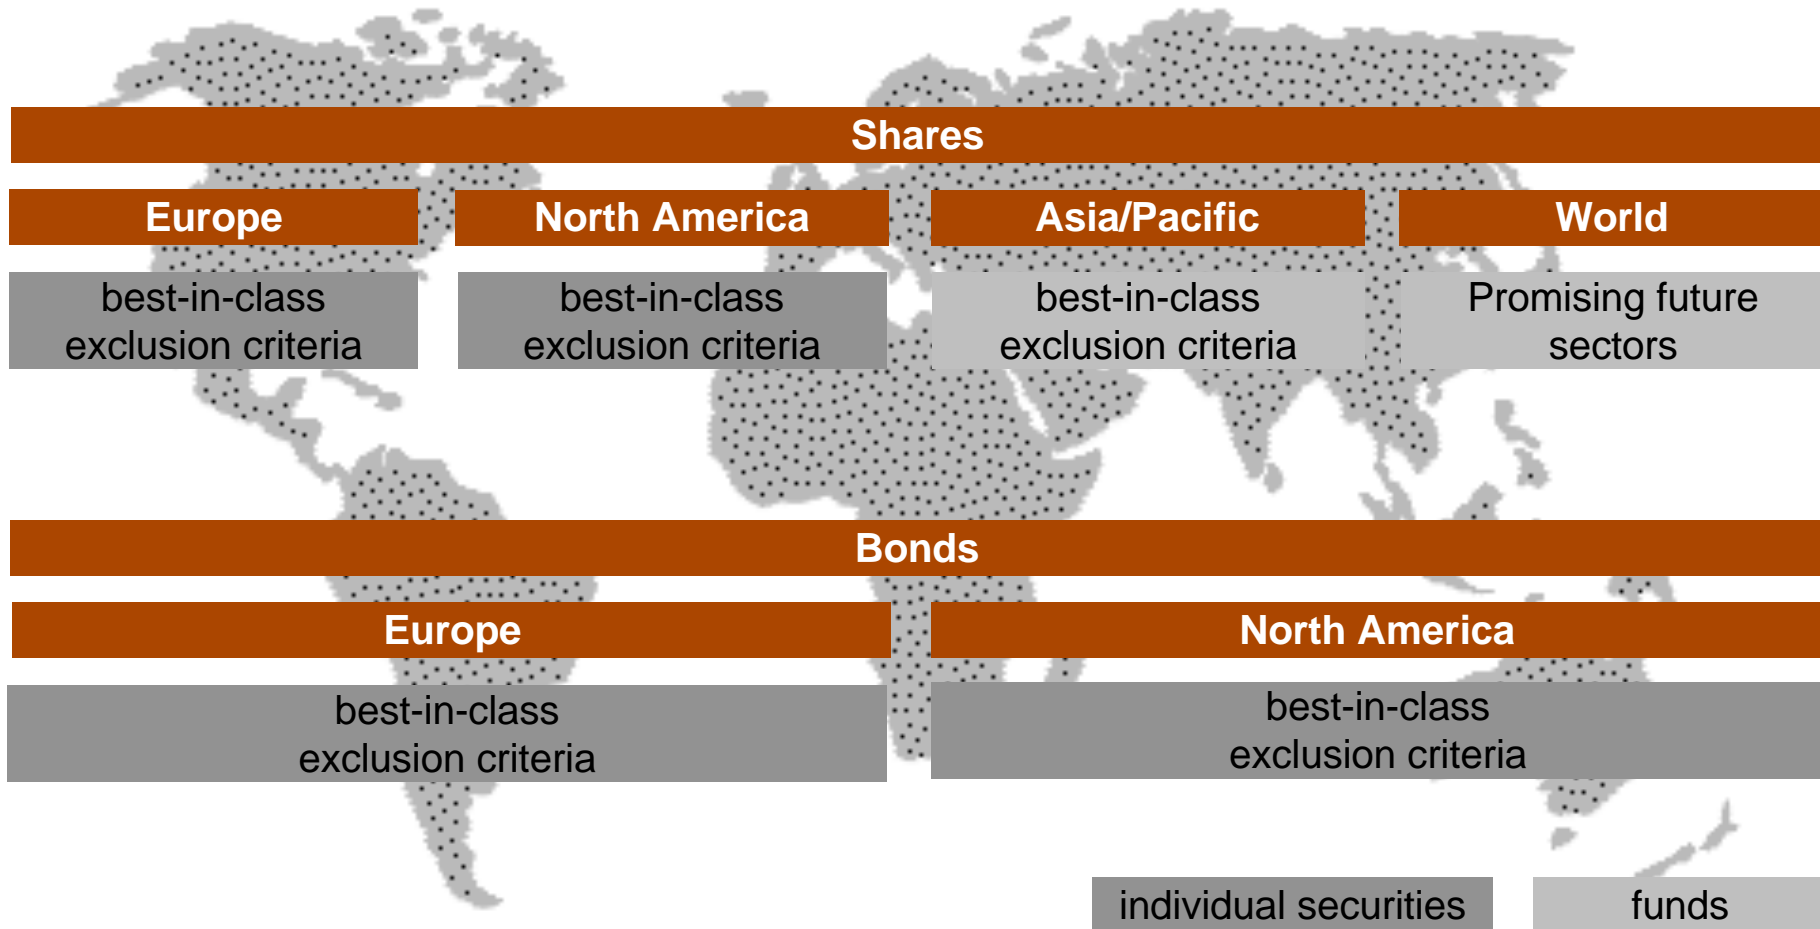 Shares
Europe
North America
Asia/Pacific
World
best-in-class
exclusion criteria
best-in-class
exclusion criteria
best-in-class
exclusion criteria
Promising future
sectors
Bonds
Europe
North America
best-in-class
exclusion criteria
best-in-class
exclusion criteria
individual securities
funds